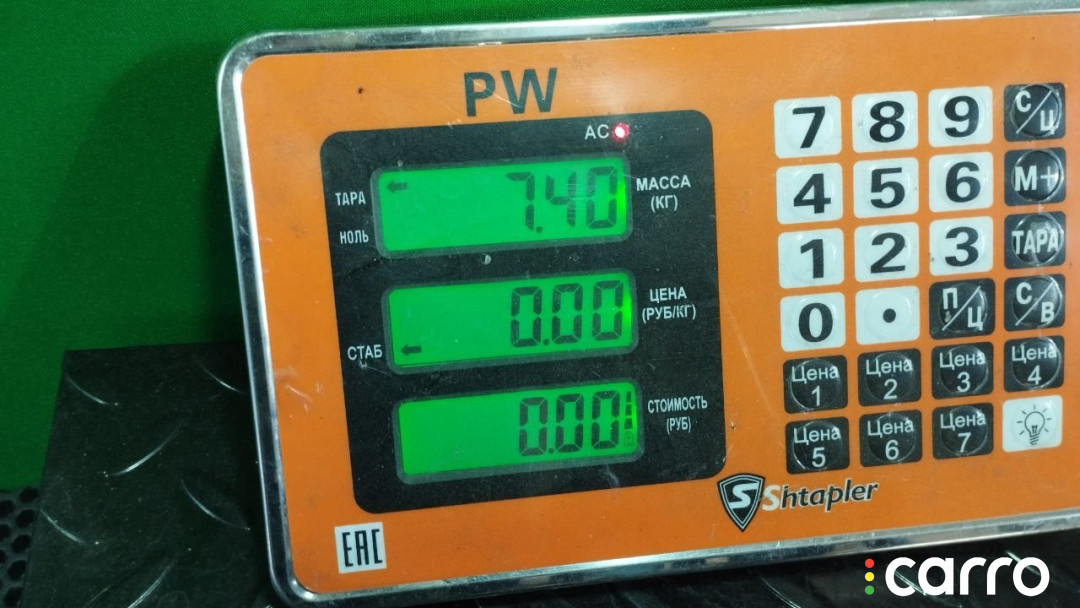 PW
AC
ТАРА
НОЛЬ
7.40
МАССА
(КГ)
СТАБ
0.00
ЦЕНА
(РУБ/КГ)
0.00
СТОИМОСТЬ
(РУБ)
7 8 9 С/Ц
4 5 6 М+
1 2 3 ТАРА
0 . П/Ц С/В
Цена 1 Цена 2 Цена 3 Цена 4
Цена 5 Цена 6 Цена 7
S Shtapler
EAC
carro